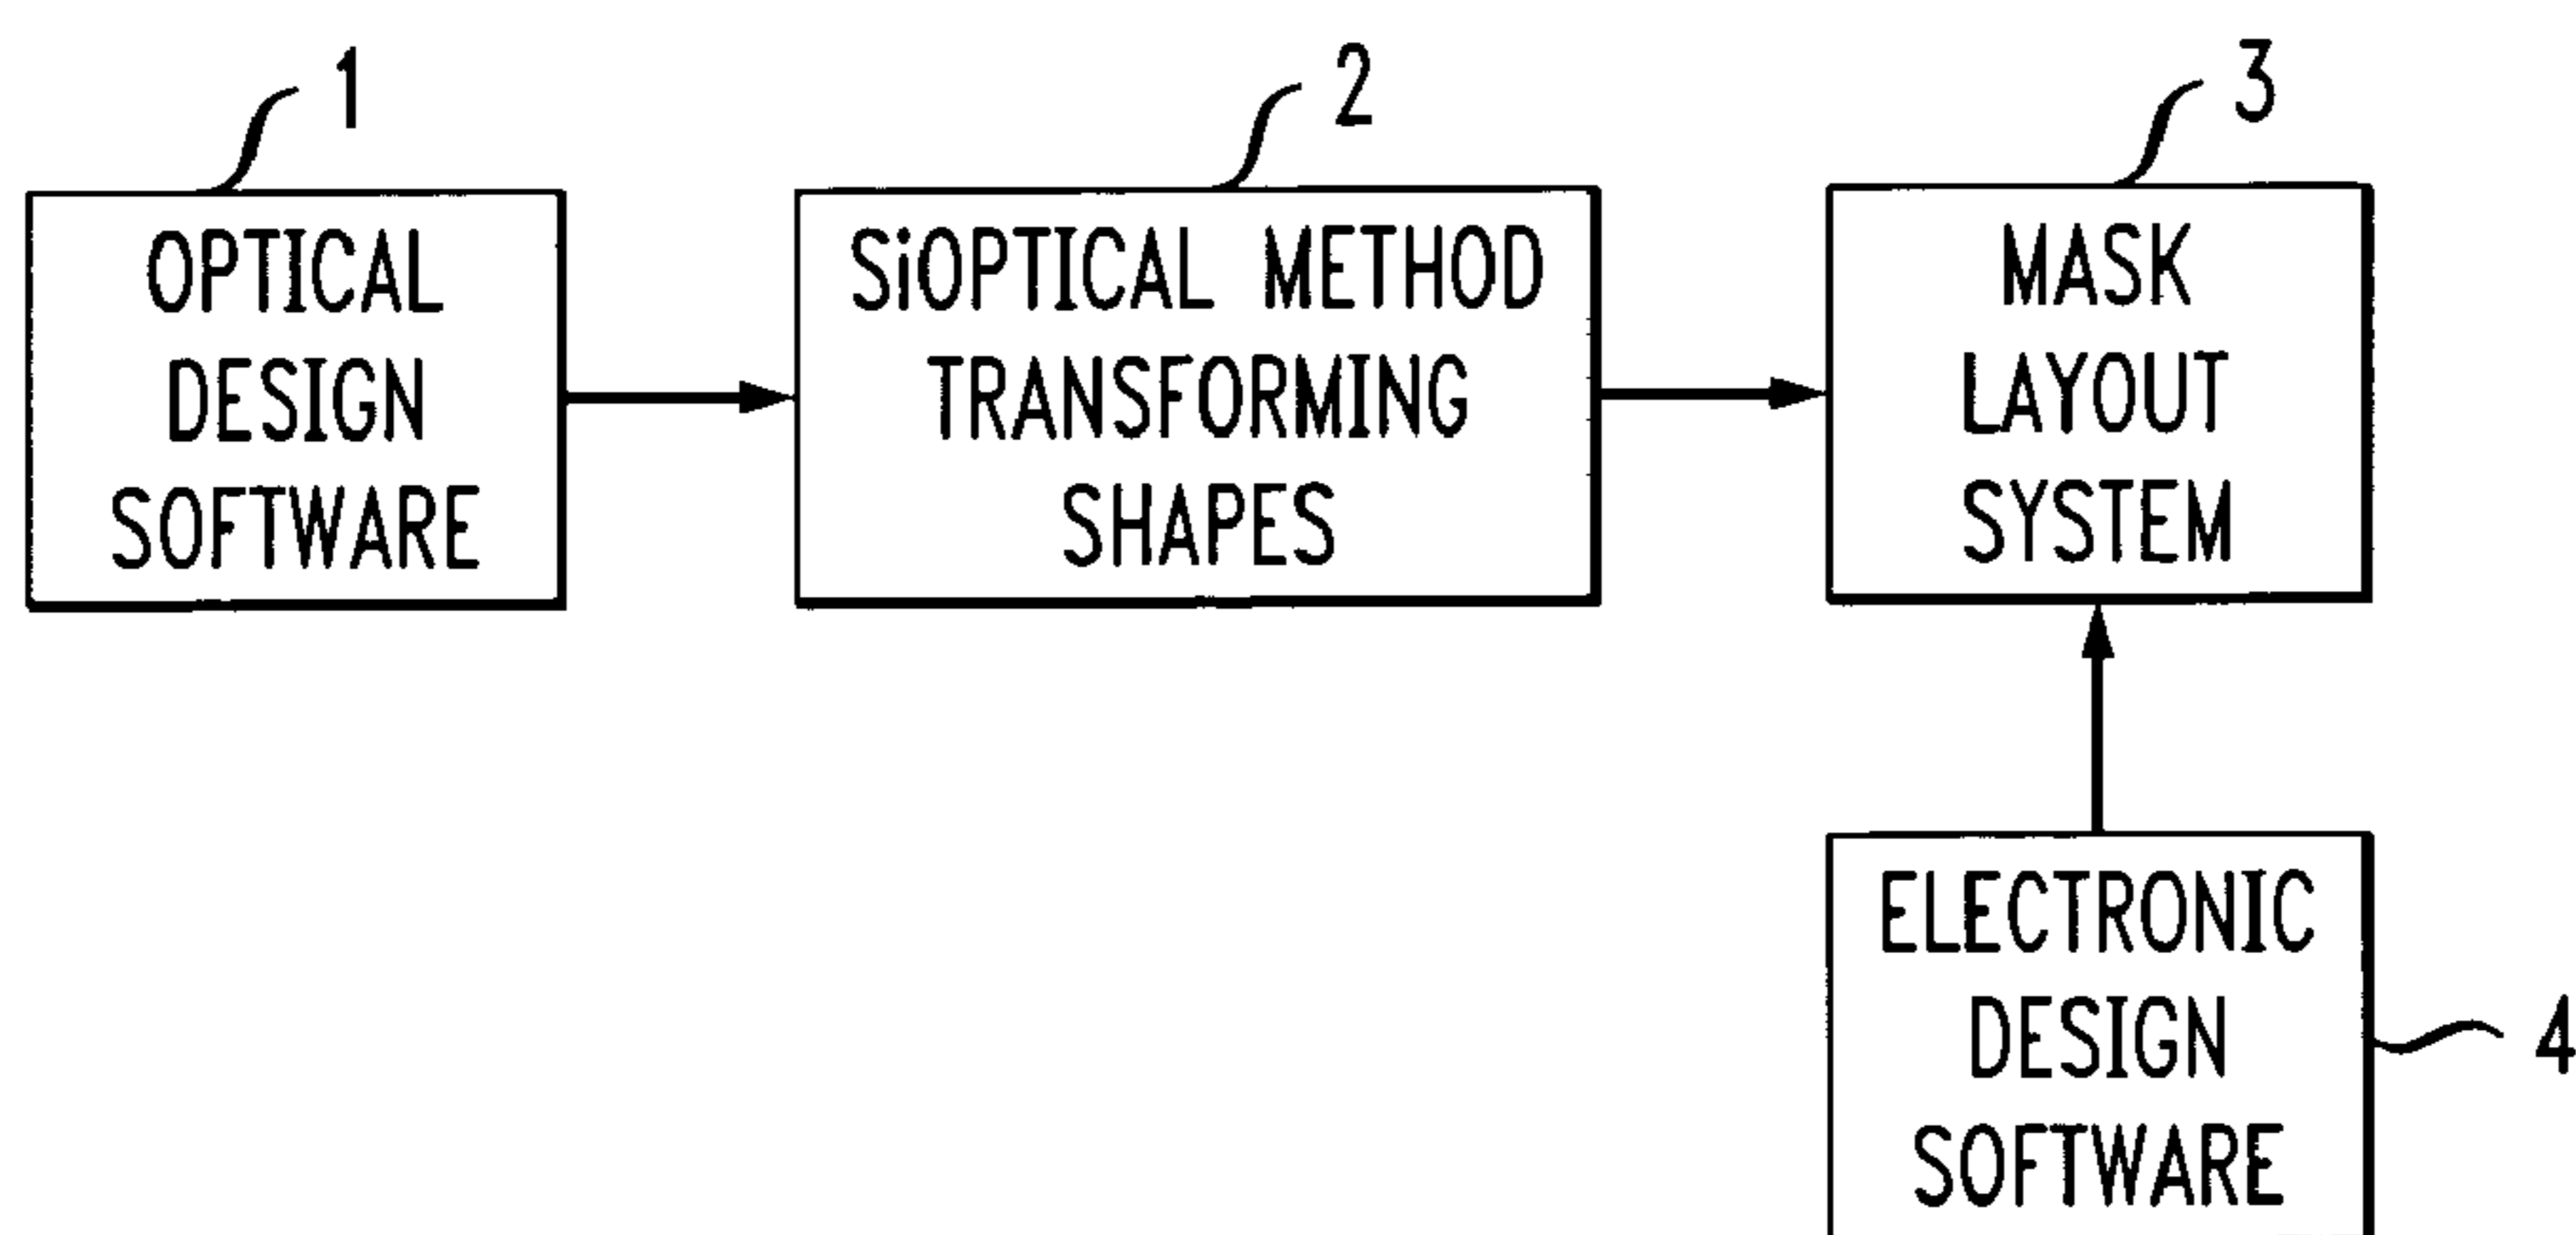 1
OPTICAL
DESIGN
SOFTWARE
2
SiOPTICAL METHOD
TRANSFORMING
SHAPES
3
MASK
LAYOUT
SYSTEM
ELECTRONIC
DESIGN
SOFTWARE
4